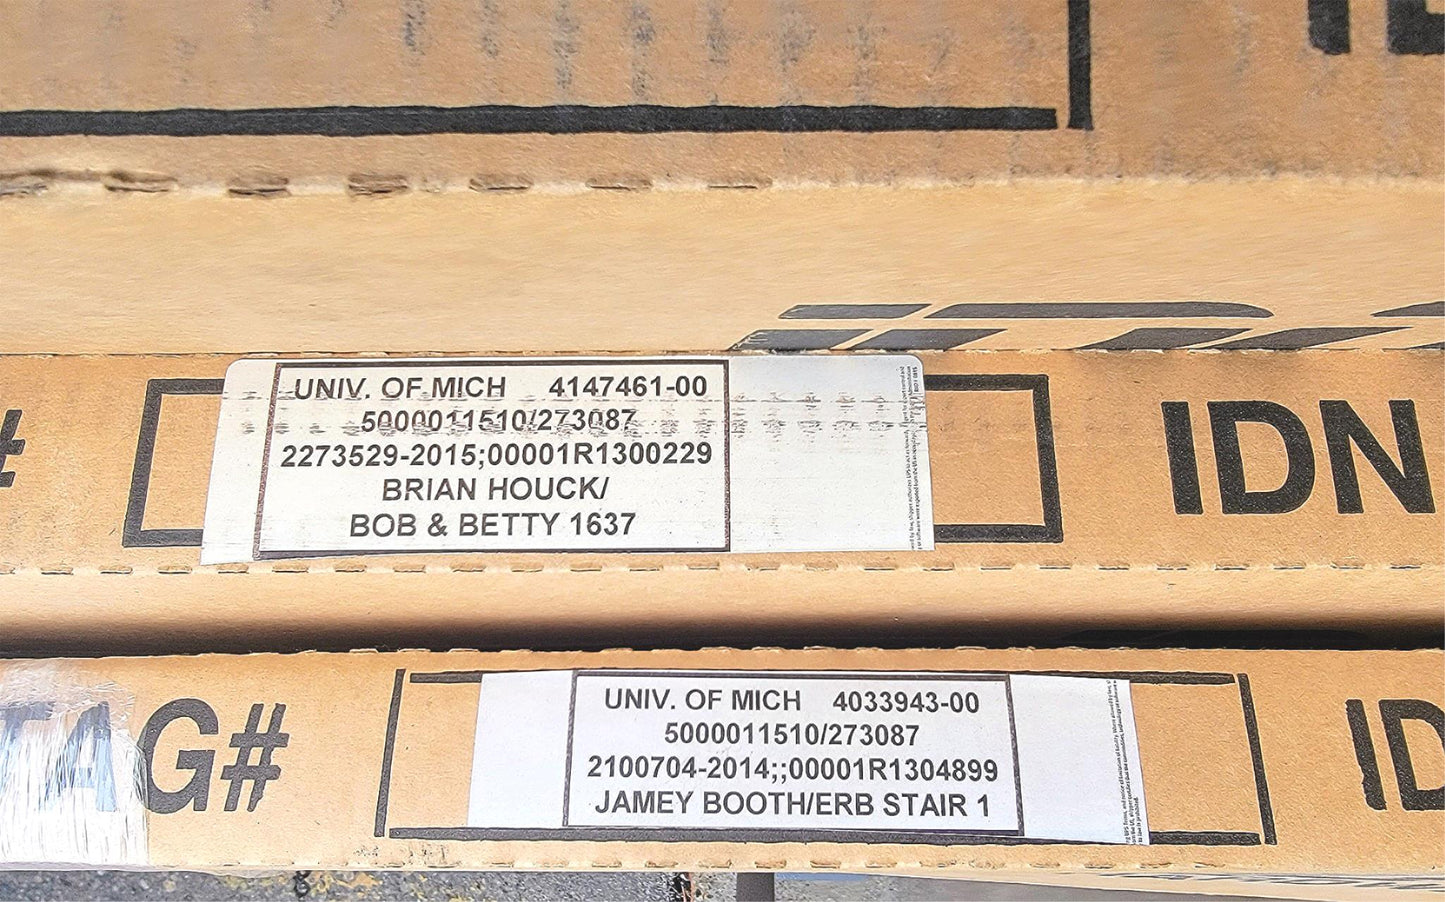 #
UNIV. OF MICH 4147461-00
5000011510/273087
2273529-2015;00001R1300229
BRIAN HOUCK/
BOB & BETTY 1637
IDN
TAG#
UNIV. OF MICH 4033943-00
5000011510/273087
2100704-2014;;00001R1304899
JAMEY BOOTH/ERB STAIR 1
ID